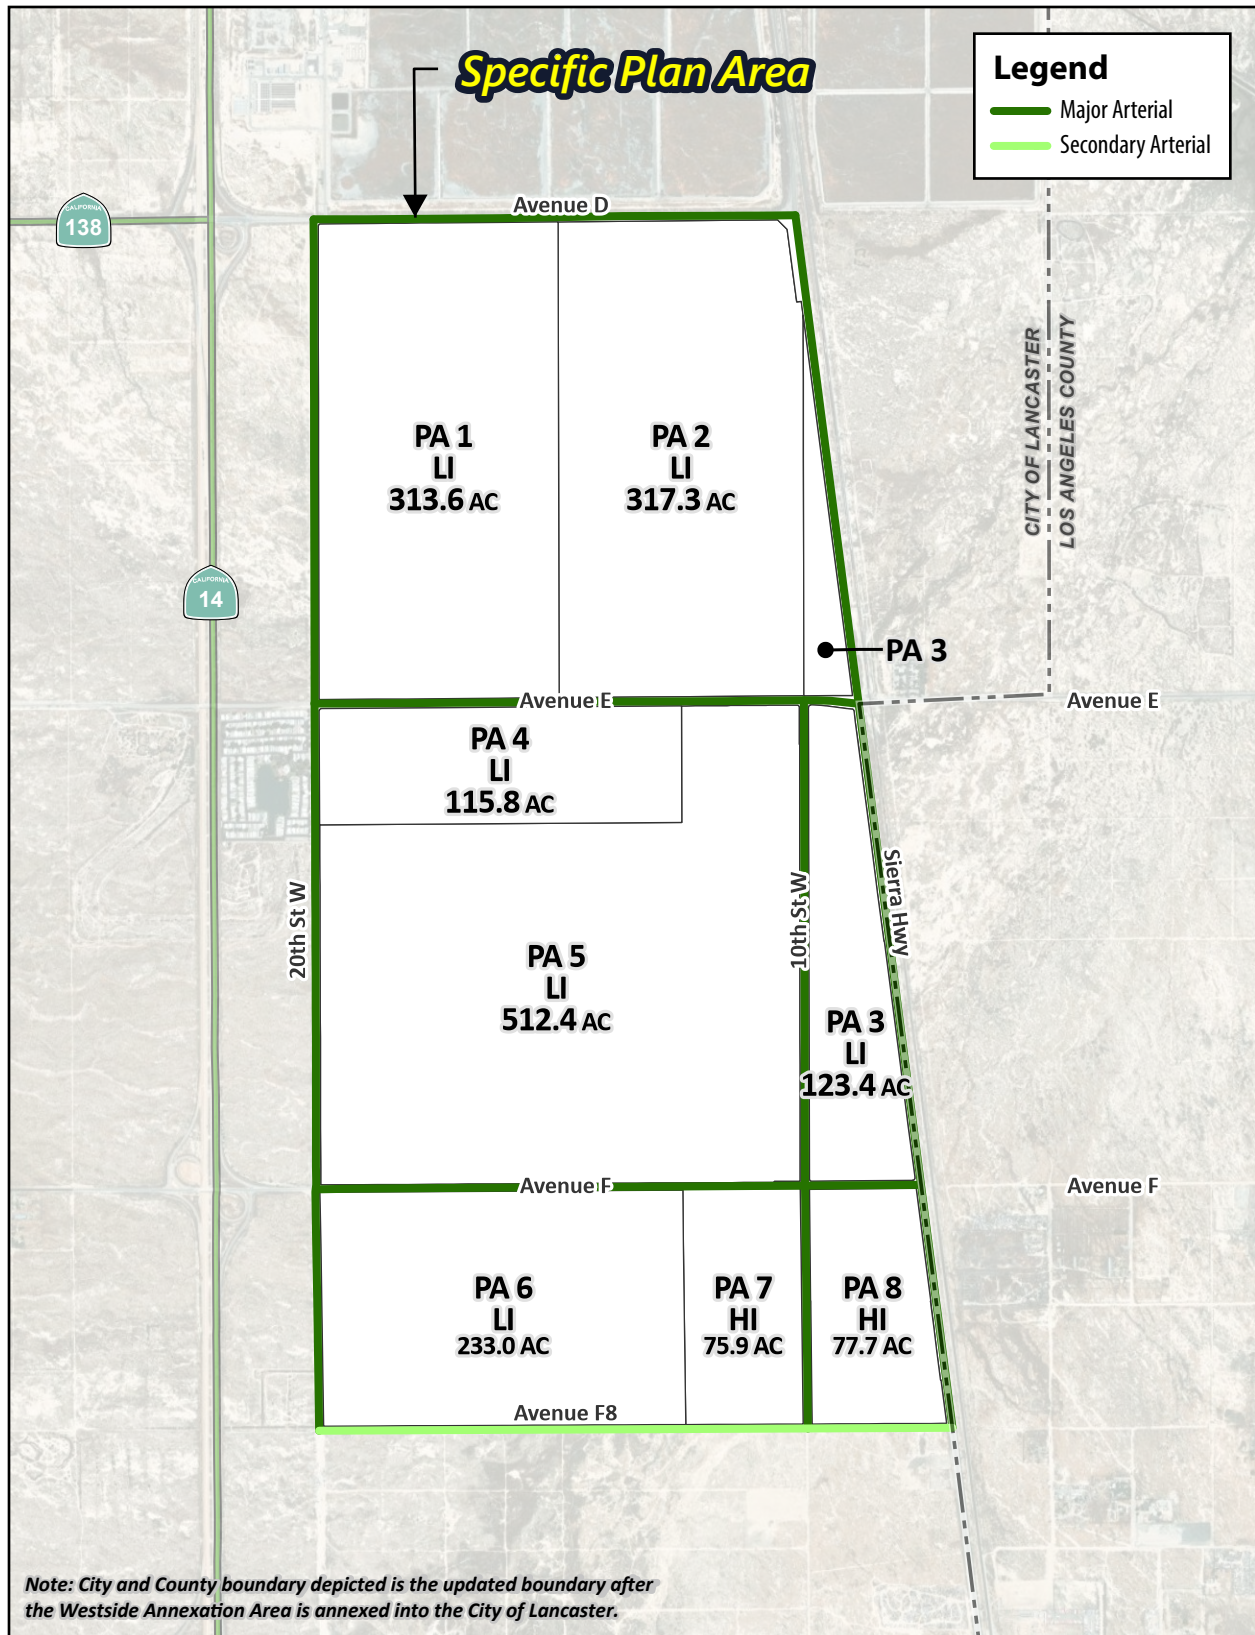 Specific Plan Area
Legend
Major Arterial
Secondary Arterial
Avenue D
CALIFORNIA
138
CITY OF LANCASTER
LOS ANGELES COUNTY
PA 1
LI
313.6 AC
PA 2
LI
317.3 AC
CALIFORNIA
14
PA 3
Avenue E
Avenue E
PA 4
LI
115.8 AC
20th St W
10th St W
Sierra Hwy
PA 5
LI
512.4 AC
PA 3
LI
123.4 AC
Avenue F
Avenue F
PA 6
LI
233.0 AC
PA 7
HI
75.9 AC
PA 8
HI
77.7 AC
Avenue F8
Note: City and County boundary depicted is the updated boundary after
the Westside Annexation Area is annexed into the City of Lancaster.